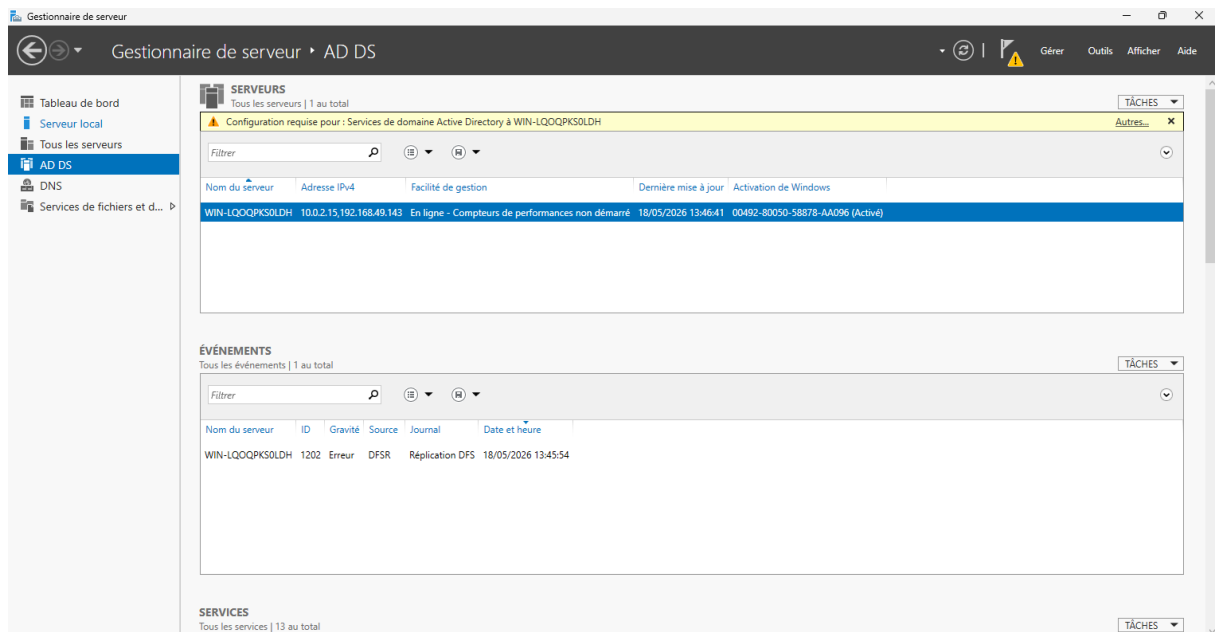 Gestionnaire de serveur
Gestionnaire de serveur ‣ AD DS
Gérer Outils Afficher Aide
Tableau de bord
Serveur local
Tous les serveurs
AD DS
DNS
Services de fichiers et d...
SERVEURS
Tous les serveurs | 1 au total
TÂCHES
Configuration requise pour : Services de domaine Active Directory à WIN-LQOQPKS0LDH Autres...
Filtrer
Nom du serveur Adresse IPv4 Facilité de gestion Dernière mise à jour Activation de Windows
WIN-LQOQPKS0LDH 10.0.2.15,192.168.49.143 En ligne - Compteurs de performances non démarré 18/05/2026 13:46:41 00492-80050-58878-AA096 (Activé)
ÉVÉNEMENTS
Tous les événements | 1 au total
TÂCHES
Filtrer
Nom du serveur ID Gravité Source Journal Date et heure
WIN-LQOQPKS0LDH 1202 Erreur DFSR Réplication DFS 18/05/2026 13:45:54
SERVICES
Tous les services | 13 au total
TÂCHES